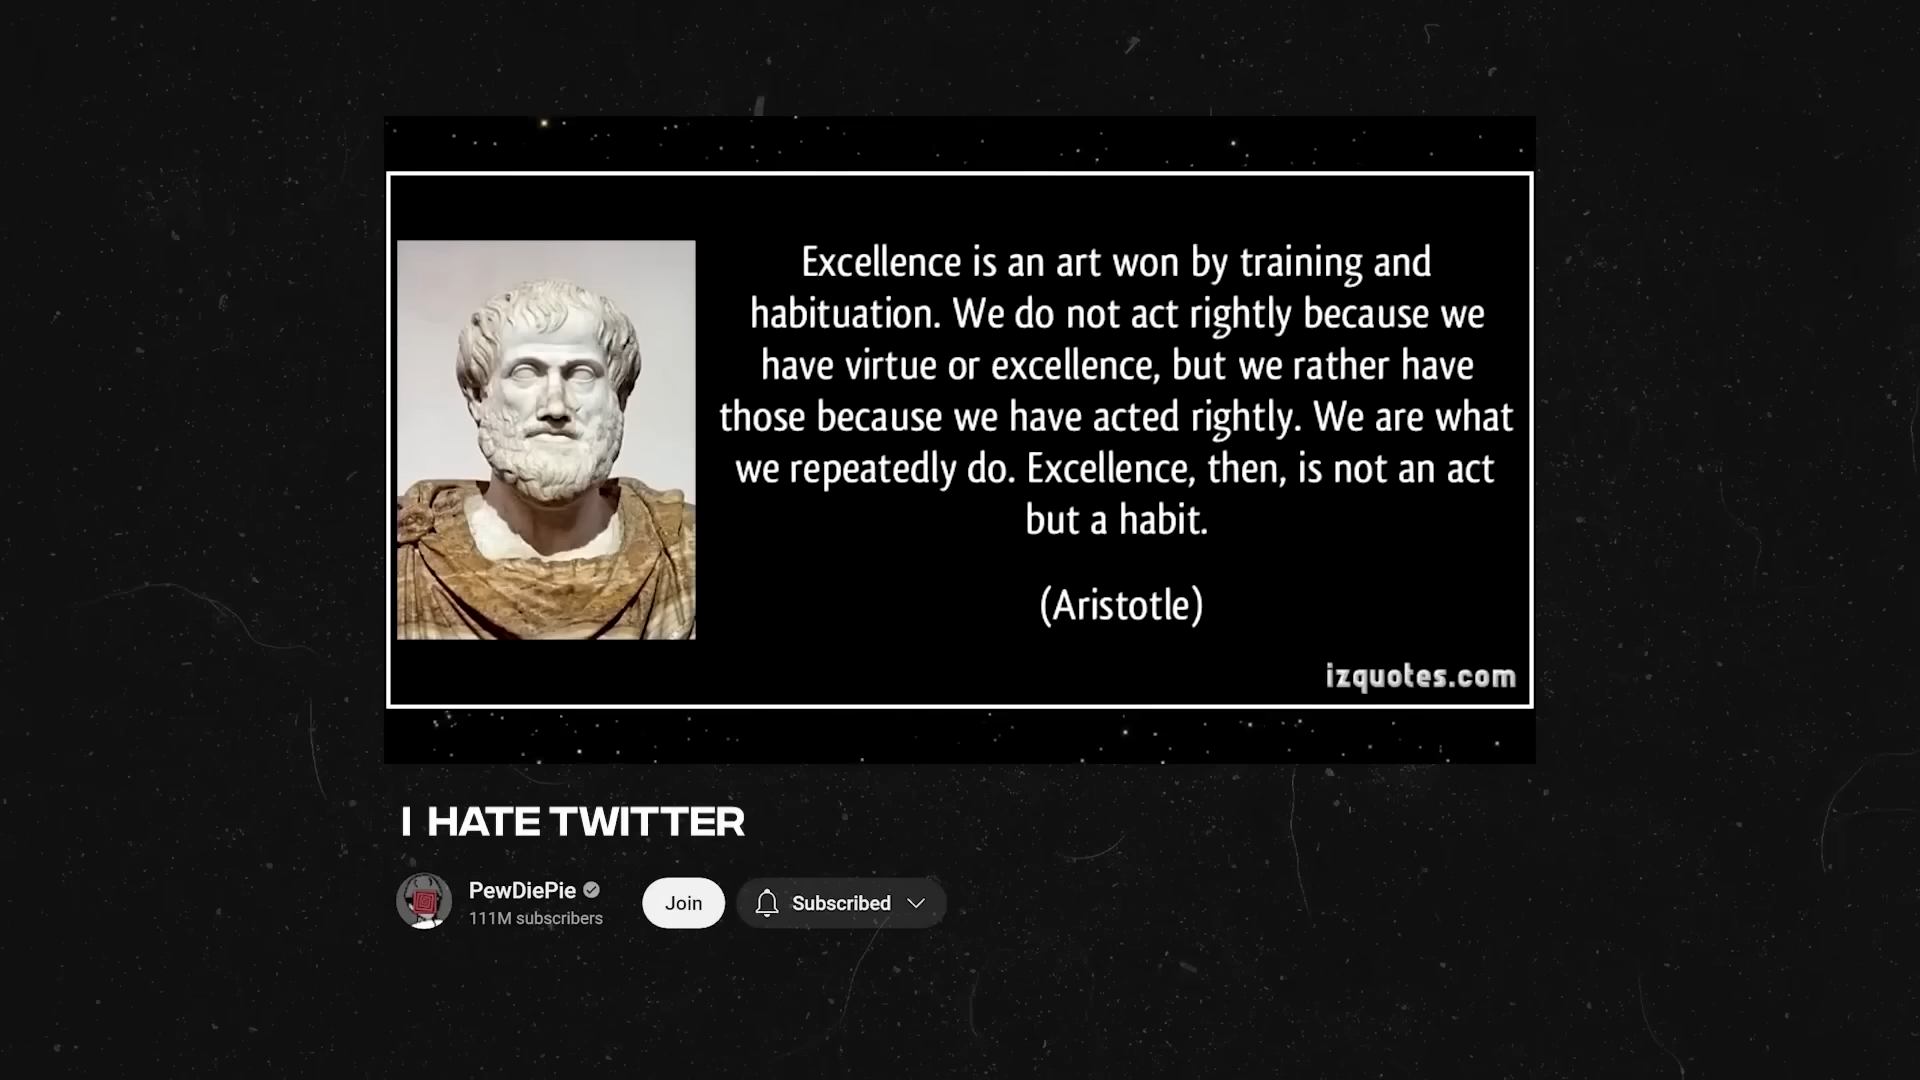 Excellence is an art won by training and
habituation. We do not act rightly because we
have virtue or excellence, but we rather have
those because we have acted rightly. We are what
we repeatedly do. Excellence, then, is not an act
but a habit.
(Aristotle)
izquotes.com
I HATE TWITTER
PewDiePie
111M subscribers
Join
Subscribed